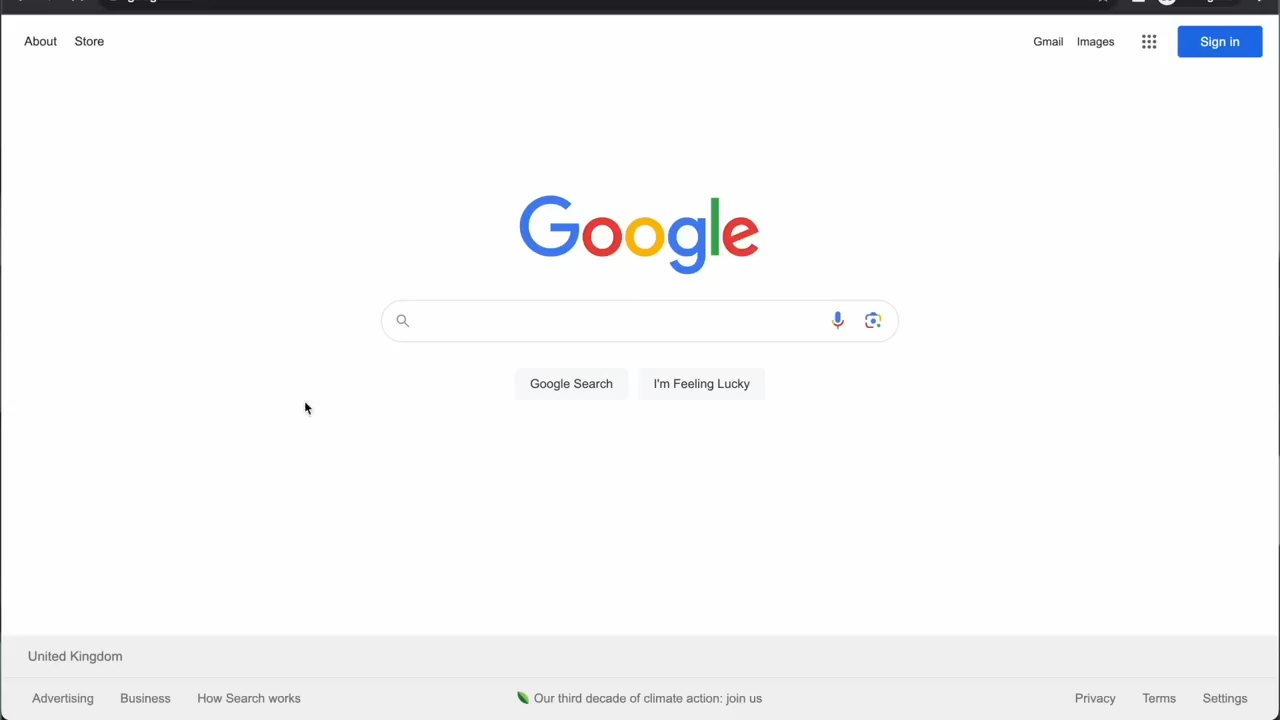 About Store
Gmail Images Sign in
Google
Google Search I'm Feeling Lucky
United Kingdom
Advertising Business How Search works Our third decade of climate action: join us Privacy Terms Settings